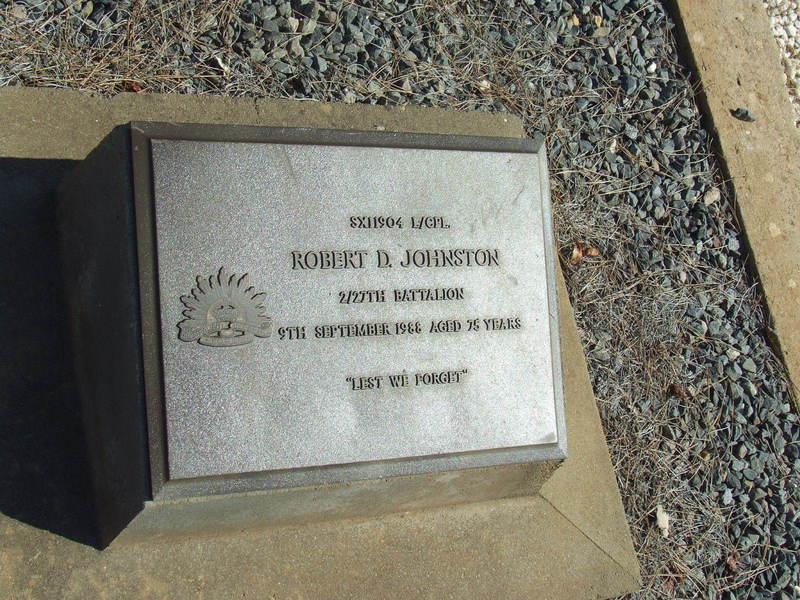 SX11904 L/CPL.
ROBERT D. JOHNSTON
2/27TH BATTALION
9TH SEPTEMBER 1988 AGED 75 YEARS
"LEST WE FORGET"